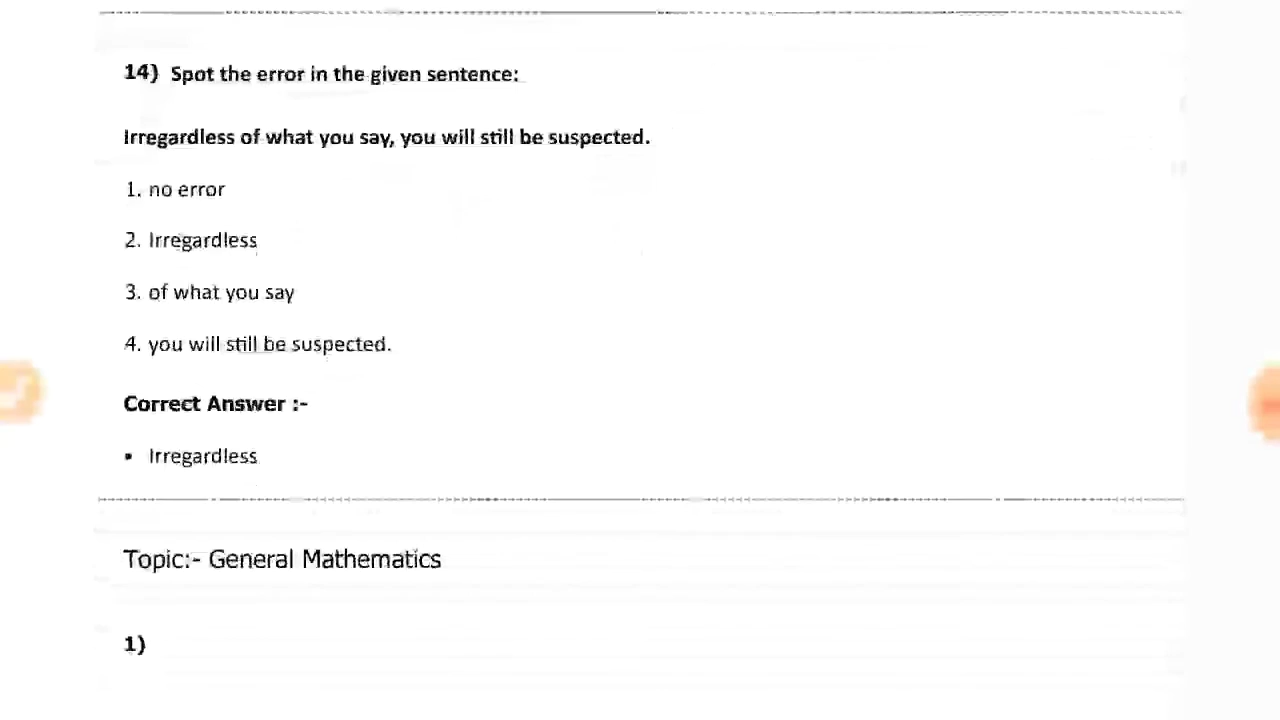 14) Spot the error in the given sentence:
Irregardless of what you say, you will still be suspected.
1. no error
2. Irregardless
3. of what you say
4. you will still be suspected.
Correct Answer :-
• Irregardless
Topic:- General Mathematics
1)